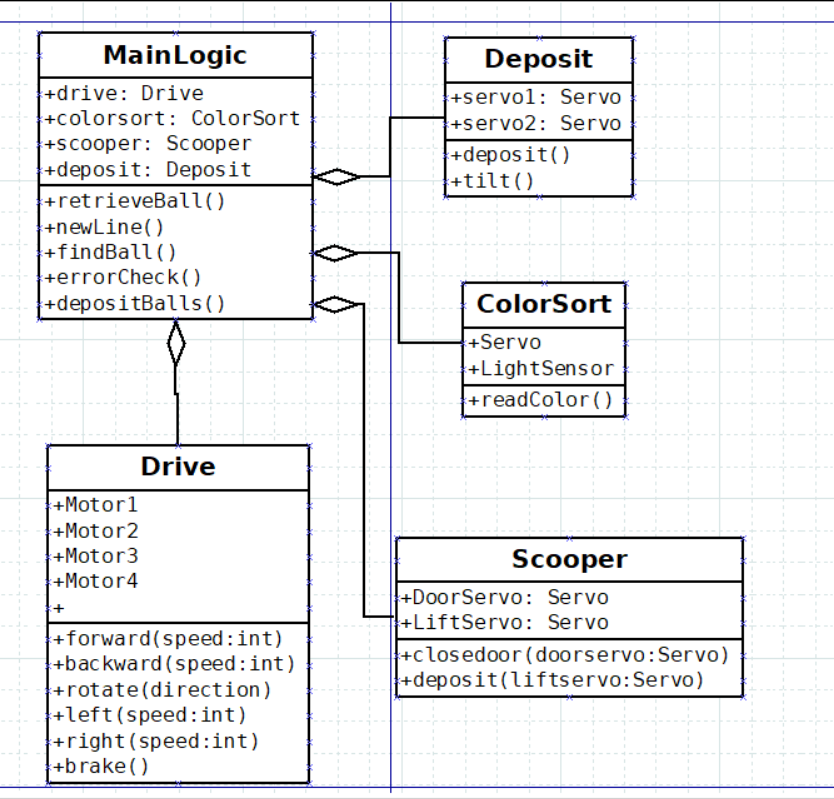 MainLogic
+drive: Drive
+colorsort: ColorSort
+scooper: Scooper
+deposit: Deposit
+retrieveBall()
+newLine()
+findBall()
+errorCheck()
+depositBalls()
Deposit
+servo1: Servo
+servo2: Servo
+deposit()
+tilt()
ColorSort
+Servo
+LightSensor
+readColor()
Drive
+Motor1
+Motor2
+Motor3
+Motor4
+
+forward(speed:int)
+backward(speed:int)
+rotate(direction)
+left(speed:int)
+right(speed:int)
+brake()
Scooper
+DoorServo: Servo
+LiftServo: Servo
+closedoor(doorservo:Servo)
+deposit(liftservo:Servo)